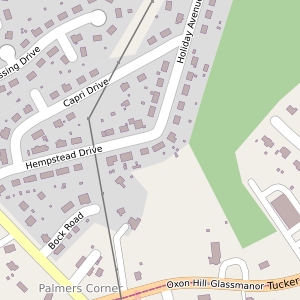 ssing Drive
Capri Drive
Holiday Avenue
Hempstead Drive
Bock Road
Palmers Corner
Oxon Hill Glassmanor Tucker